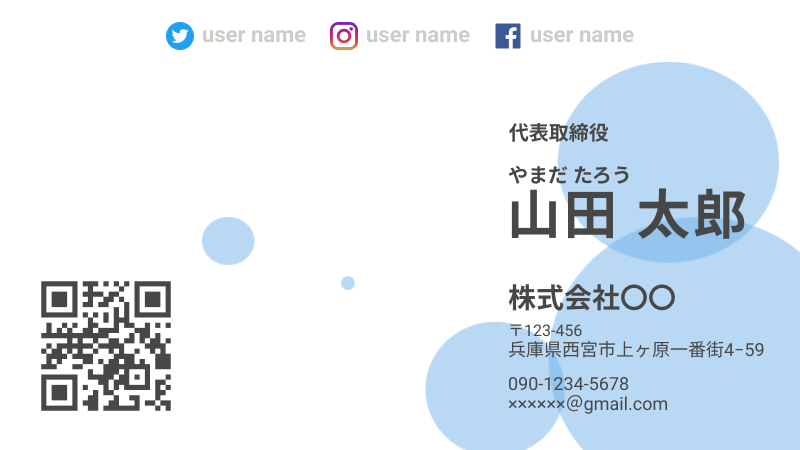 user name user name user name
代表取締役
やまだ たろう
山田 太郎
株式会社〇〇
〒123-456
兵庫県西宮市上ヶ原一番街4-59
090-1234-5678
××××××@gmail.com